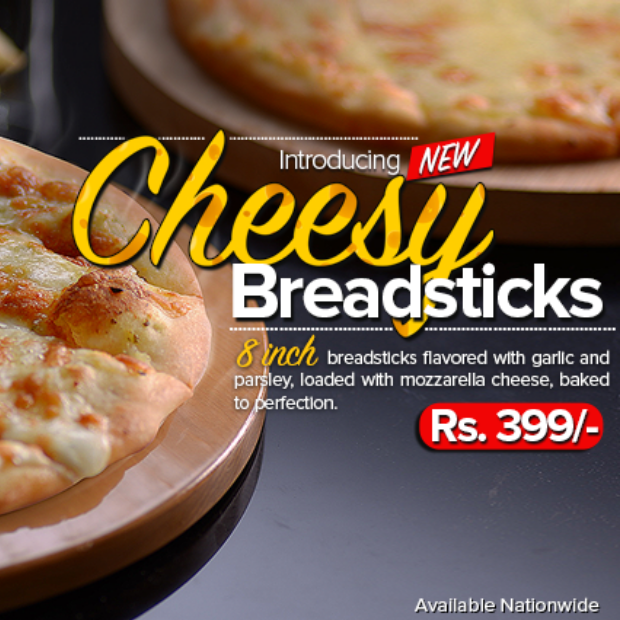 Introducing NEW
Cheesy
Breadsticks
8 inch breadsticks flavored with garlic and
parsley, loaded with mozzarella cheese, baked
to perfection.
Rs. 399/-
Available Nationwide